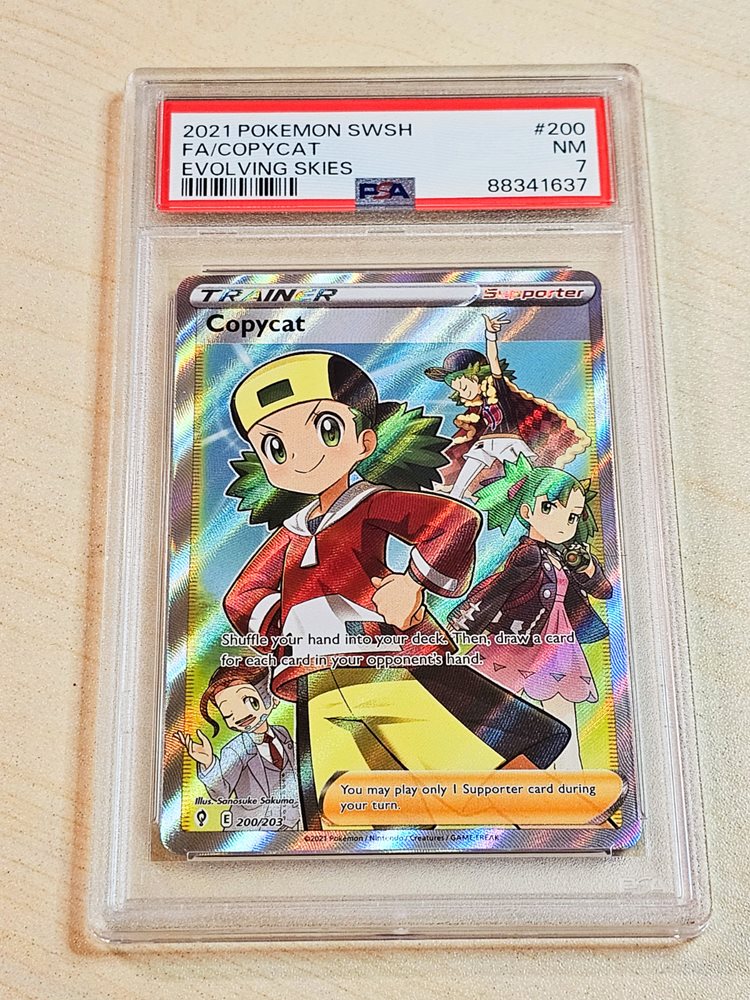 2021 POKEMON SWSH #200
FA/COPYCAT NM
EVOLVING SKIES 7
PSA 88341637
TRAINER Supporter
Copycat
Shuffle your hand into your deck. Then, draw a card
for each card in your opponent's hand.
Illus. Sanosuke Sakuma
You may play only 1 Supporter card during
your turn.
E 200/203
©2021 Pokémon / Nintendo / Creatures / GAME FREAK